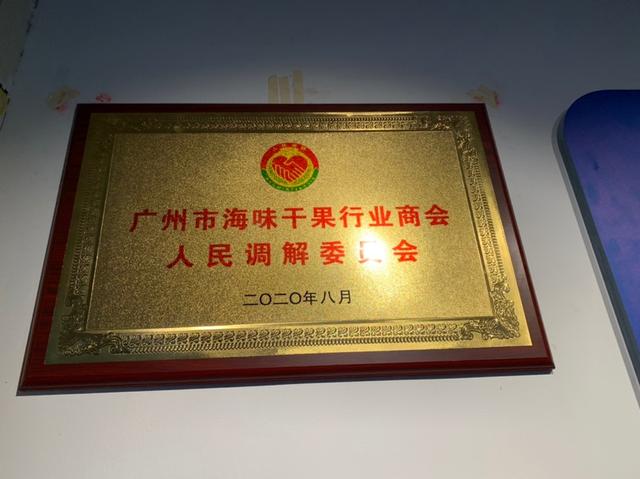 广州市海味干果行业商会
人民调解委员会
二〇二〇年八月